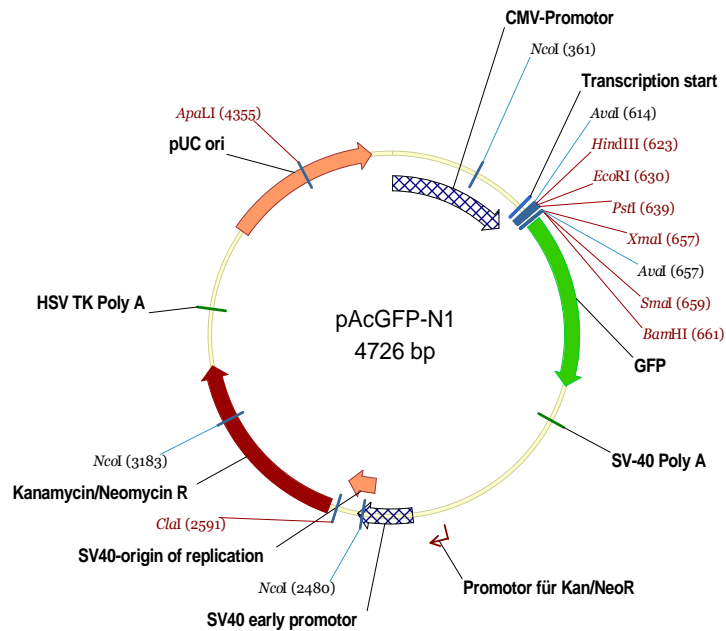 CMV-Promotor
NcoI (361)
Transcription start
AvaI (614)
HindIII (623)
EcoRI (630)
PstI (639)
XmaI (657)
AvaI (657)
SmaI (659)
BamHI (661)
GFP
SV-40 Poly A
Promotor für Kan/NeoR
SV40 early promotor
NcoI (2480)
SV40-origin of replication
ClaI (2591)
Kanamycin/Neomycin R
NcoI (3183)
HSV TK Poly A
pUC ori
ApaLI (4355)
pAcGFP-N1
4726 bp